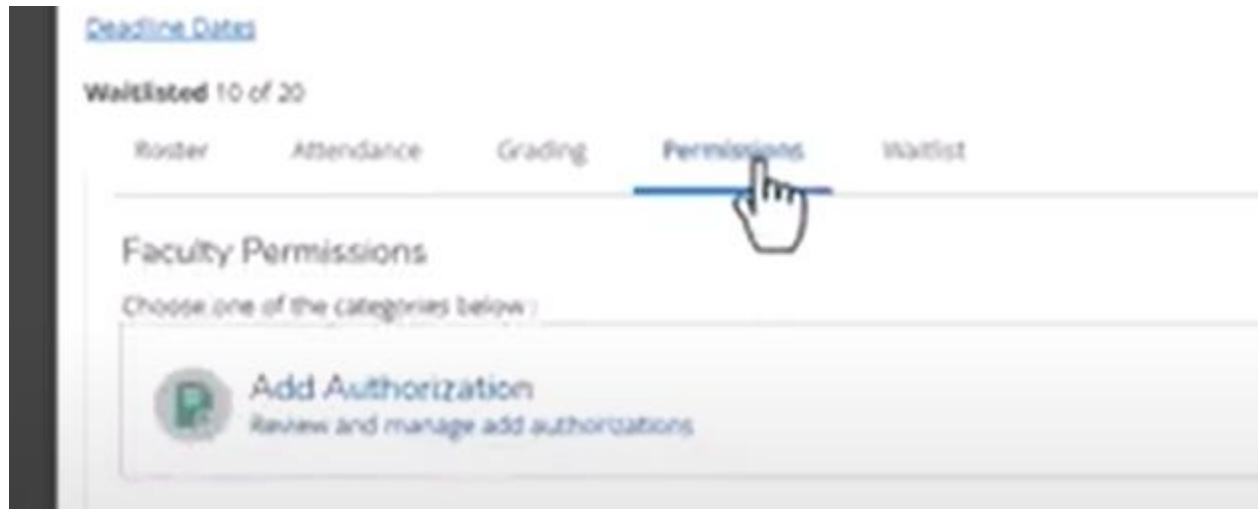 Deadline Dates
Waitlisted 10 of 20
Roster Attendance Grading Permissions Waitlist
Faculty Permissions
Choose one of the categories below:
Add Authorization
Review and manage add authorizations